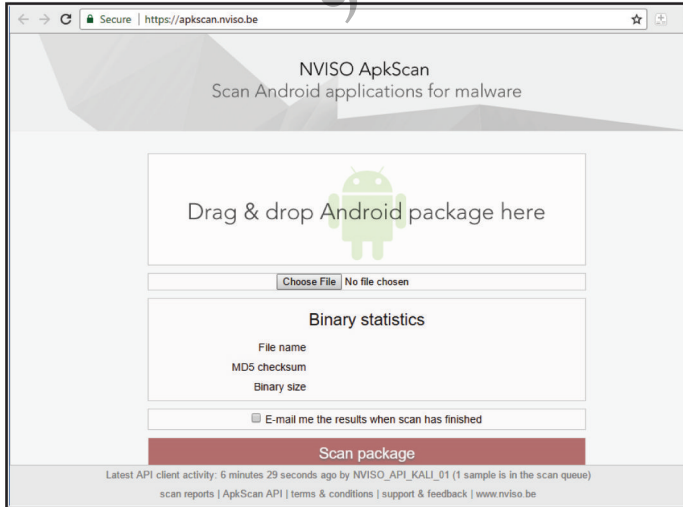 Secure | https://apkscan.nviso.be
NVISO ApkScan
Scan Android applications for malware
Drag & drop Android package here
Choose File No file chosen
Binary statistics
File name
MD5 checksum
Binary size
E-mail me the results when scan has finished
Scan package
Latest API client activity: 6 minutes 29 seconds ago by NVISO_API_KALI_01 (1 sample is in the scan queue)
scan reports | ApkScan API | terms & conditions | support & feedback | www.nviso.be